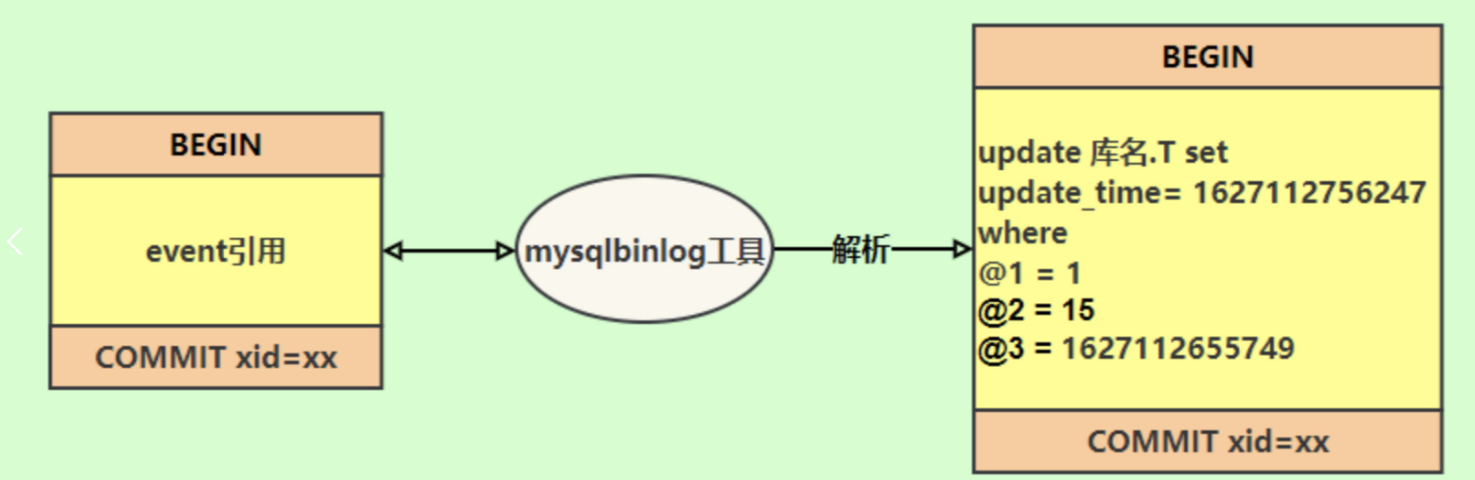 BEGIN
event引用
COMMIT xid=xx
mysqlbinlog工具
解析
BEGIN
update 库名.T set
update_time= 1627112756247
where
@1 = 1
@2 = 15
@3 = 1627112655749
COMMIT xid=xx